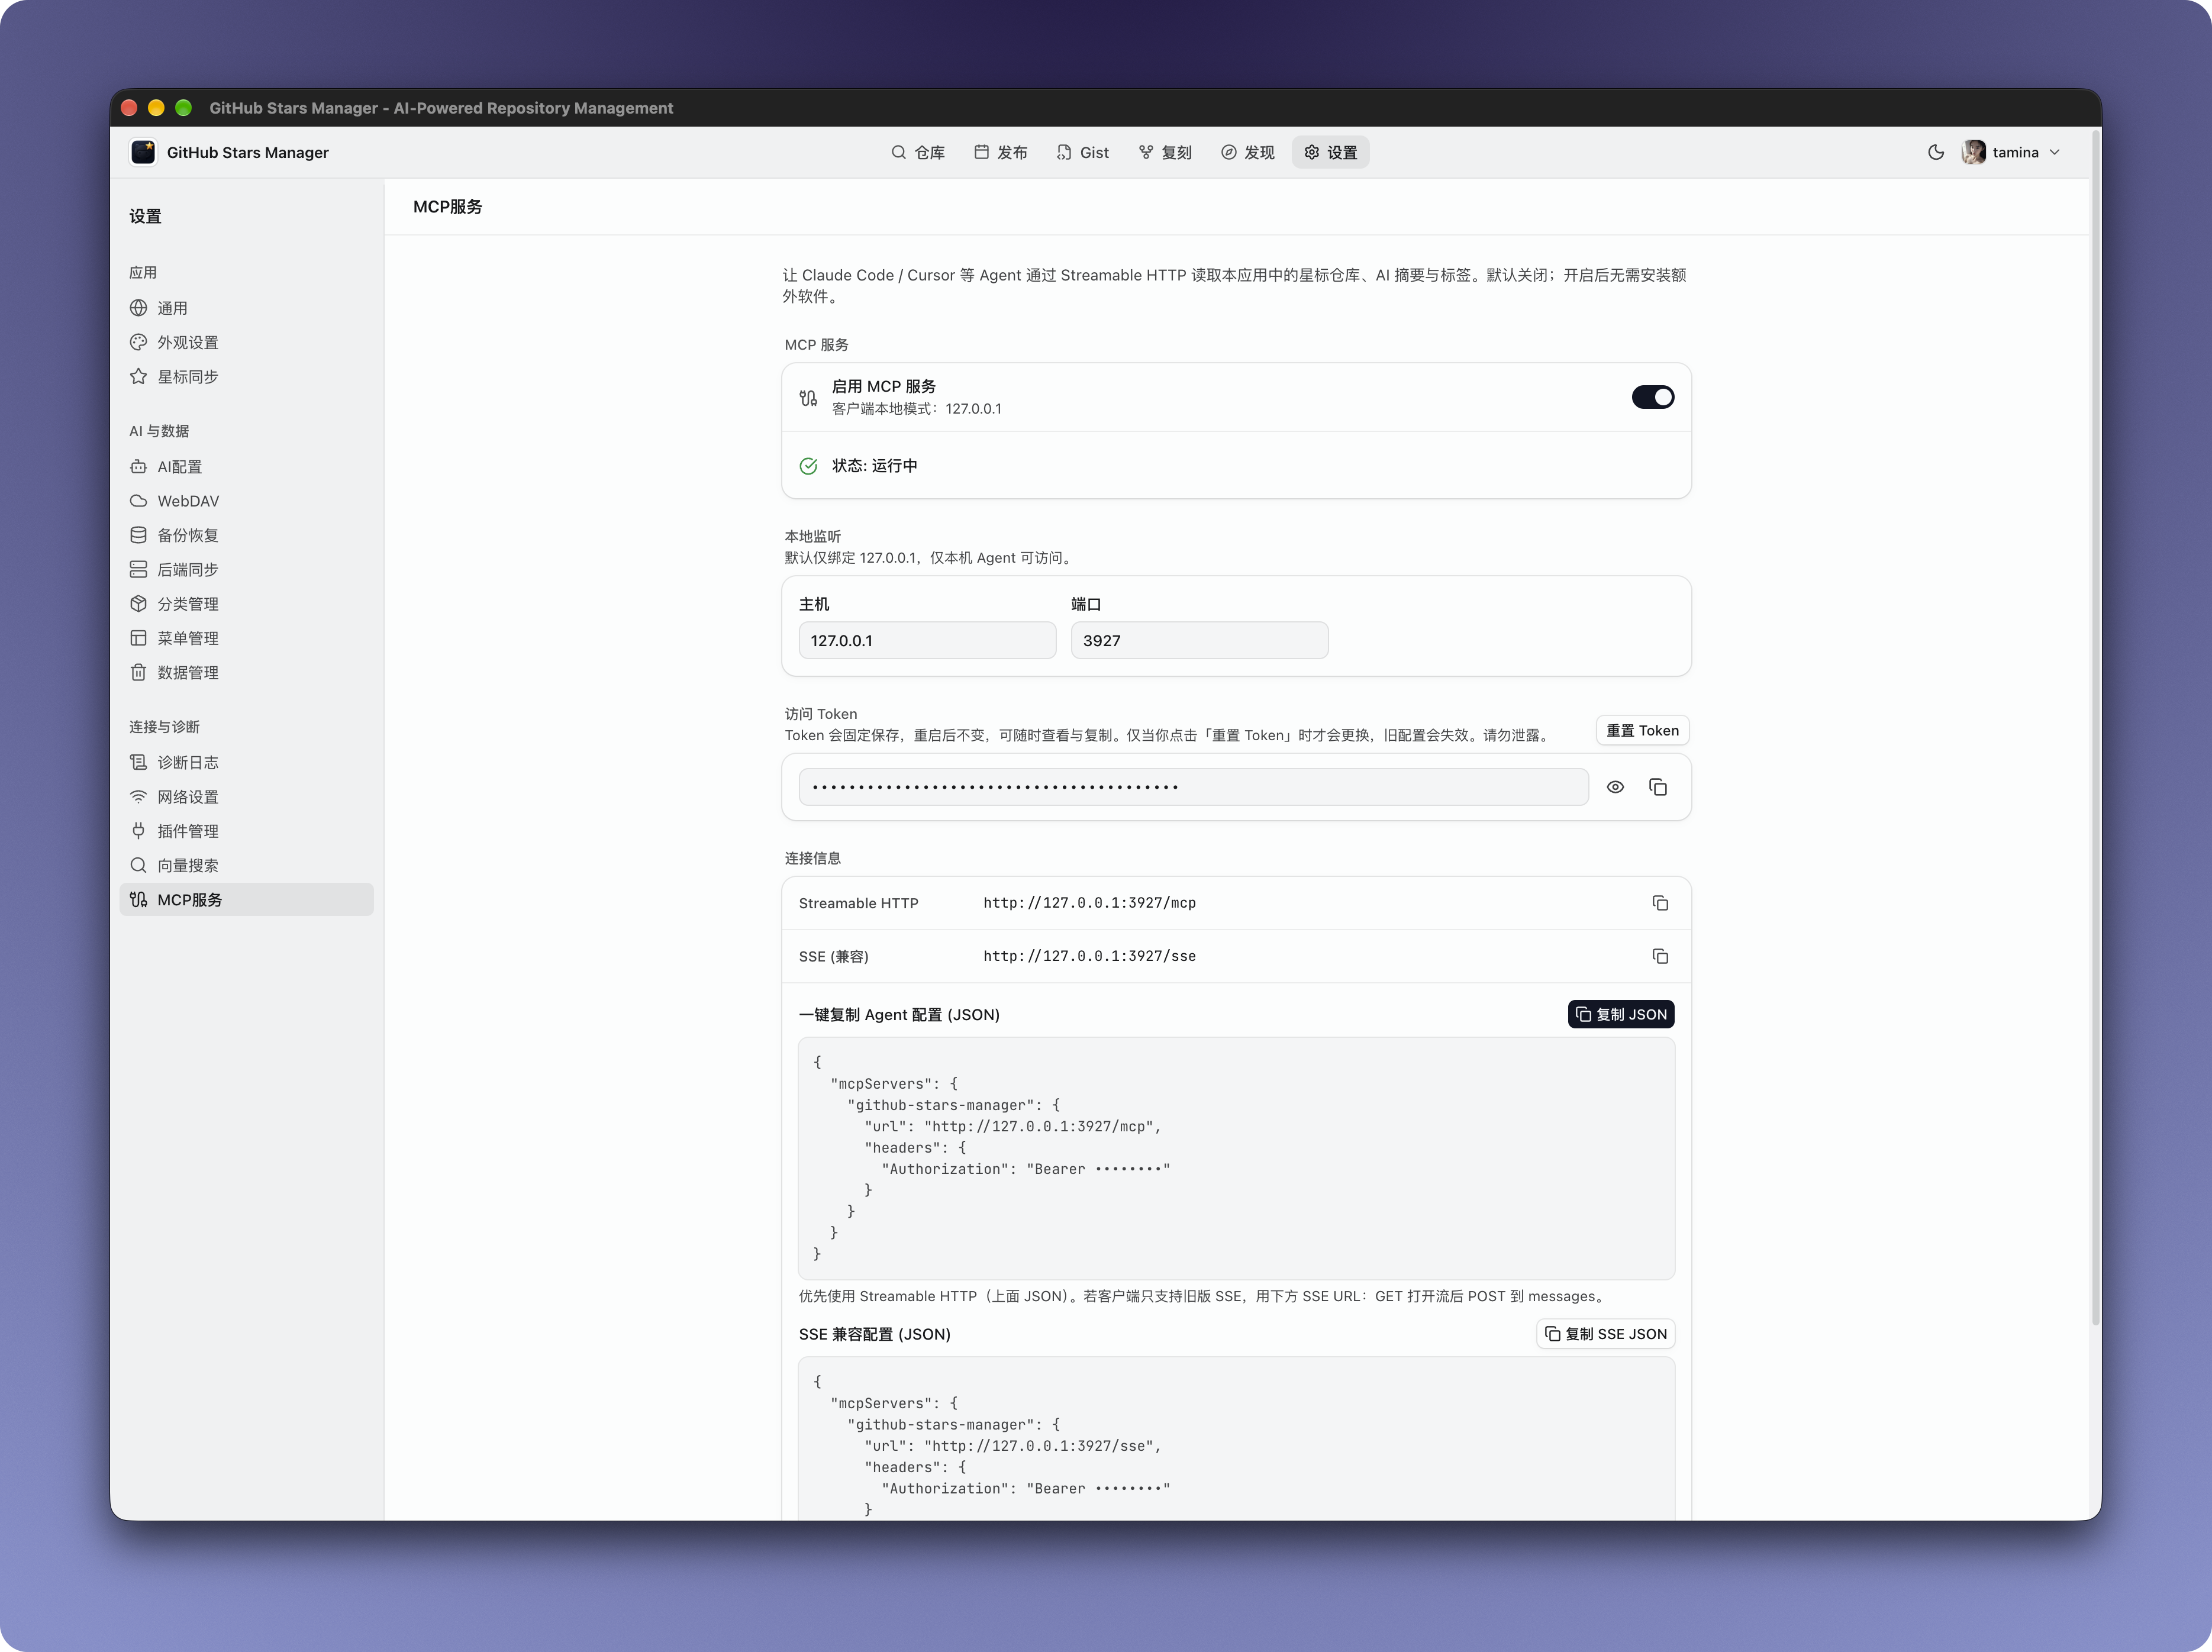 GitHub Stars Manager - AI-Powered Repository Management
GitHub Stars Manager
仓库
发布
Gist
复刻
发现
设置
tamina
设置
应用
通用
外观设置
星标同步
AI 与数据
AI配置
WebDAV
备份恢复
后端同步
分类管理
菜单管理
数据管理
连接与诊断
诊断日志
网络设置
插件管理
向量搜索
MCP服务
MCP服务
让 Claude Code / Cursor 等 Agent 通过 Streamable HTTP 读取本应用中的星标仓库、AI 摘要与标签。默认关闭；开启后无需安装额
外软件。
MCP 服务
启用 MCP 服务
客户端本地模式：127.0.0.1
状态: 运行中
本地监听
默认仅绑定 127.0.0.1，仅本机 Agent 可访问。
主机
端口
127.0.0.1
3927
访问 Token
Token 会固定保存，重启后不变，可随时查看与复制。仅当你点击「重置 Token」时才会更换，旧配置会失效。请勿泄露。
重置 Token
••••••••••••••••••••••••••••••••••••••••
连接信息
Streamable HTTP
http://127.0.0.1:3927/mcp
SSE (兼容)
http://127.0.0.1:3927/sse
一键复制 Agent 配置 (JSON)
复制 JSON
{
  "mcpServers": {
    "github-stars-manager": {
      "url": "http://127.0.0.1:3927/mcp",
      "headers": {
        "Authorization": "Bearer ••••••••"
      }
    }
  }
}
优先使用 Streamable HTTP（上面 JSON）。若客户端只支持旧版 SSE，用下方 SSE URL：GET 打开流后 POST 到 messages。
SSE 兼容配置 (JSON)
复制 SSE JSON
{
  "mcpServers": {
    "github-stars-manager": {
      "url": "http://127.0.0.1:3927/sse",
      "headers": {
        "Authorization": "Bearer ••••••••"
      }